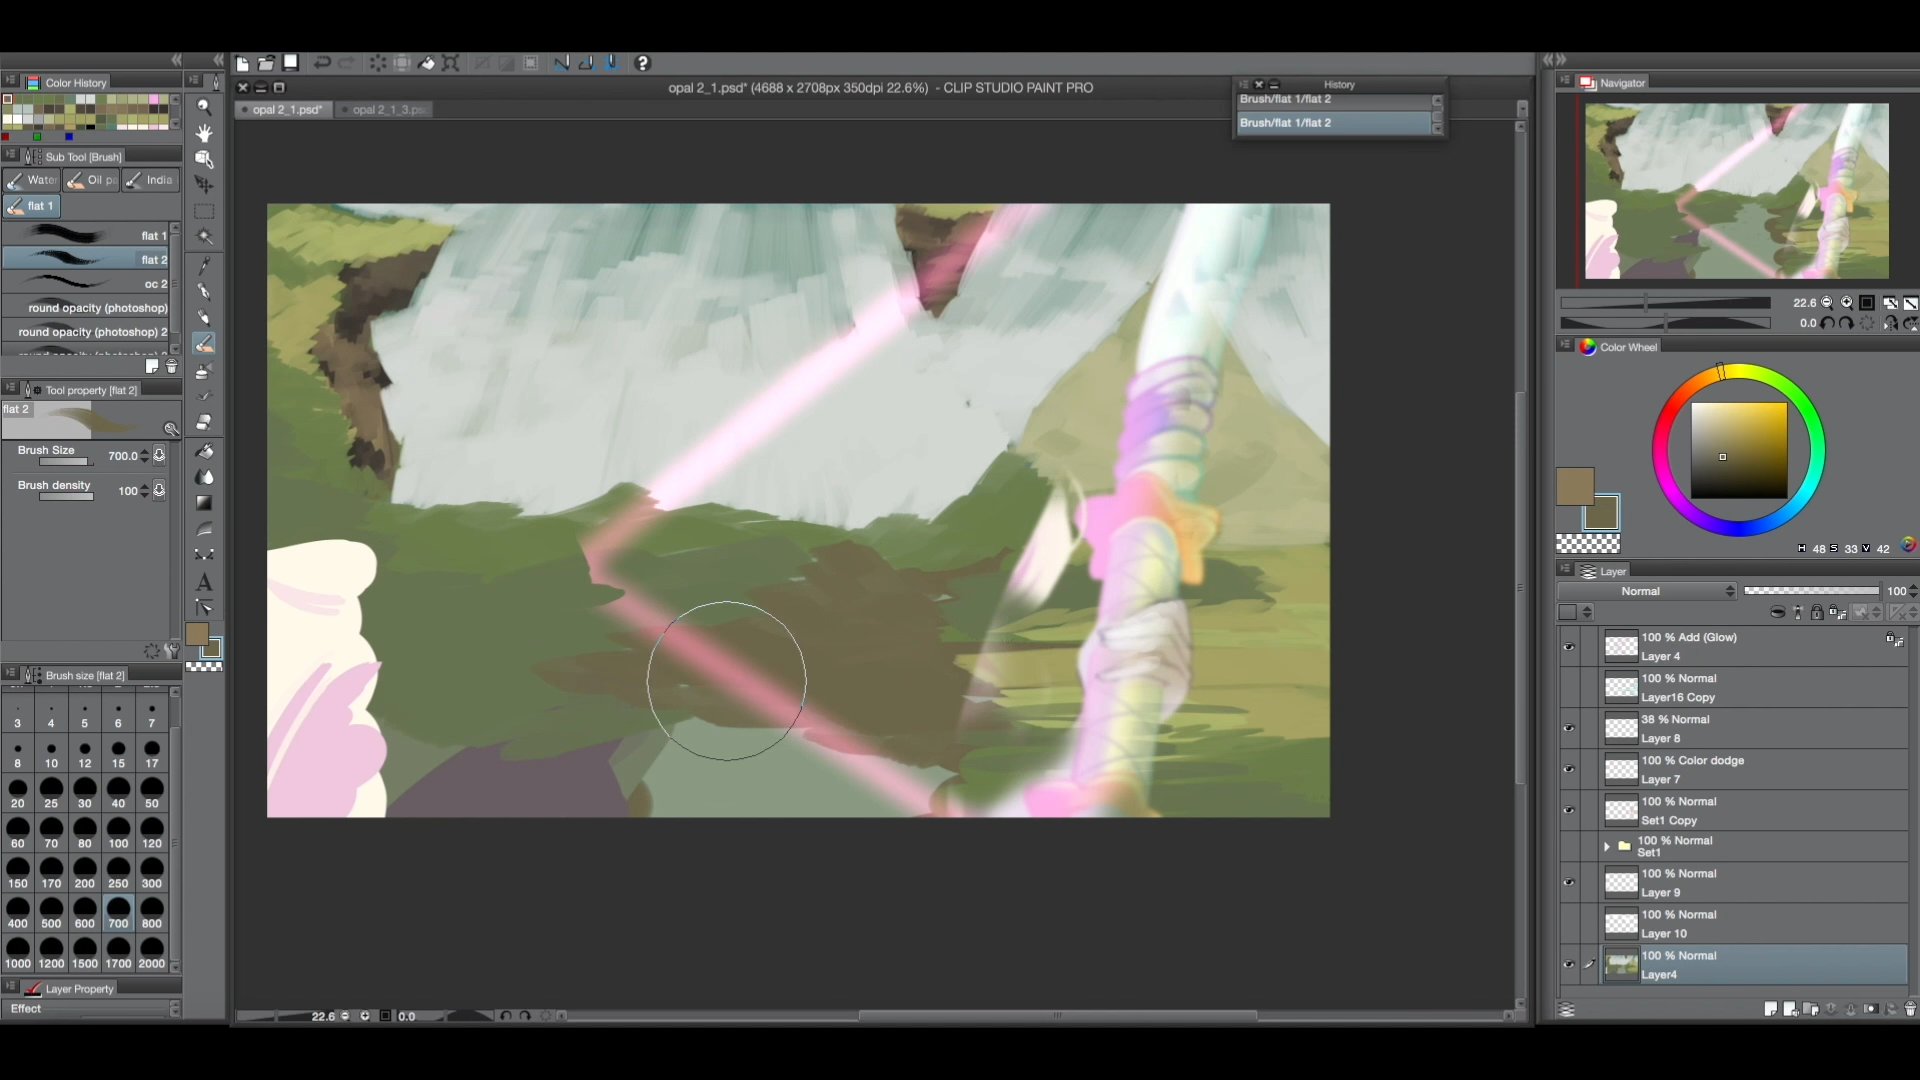 opal 2_1.psd* (4688 x 2708px 350dpi 22.6%) - CLIP STUDIO PAINT PRO
opal 2_1.psd*
opal 2_1_3.ps
Color History
Sub Tool [Brush]
Water
Oil pa
India
flat 1
flat 1
flat 2
oc 2
round opacity (photoshop)
round opacity (photoshop) 2
Tool property [flat 2]
flat 2
Brush Size 700.0
Brush density 100
Brush size [flat 2]
3 4 5 6 7
8 10 12 15 17
20 25 30 40 50
60 70 80 100 120
150 170 200 250 300
400 500 600 700 800
1000 1200 1500 1700 2000
Layer Property
Effect
A
History
Brush/flat 1/flat 2
Brush/flat 1/flat 2
22.6
0.0
Navigator
22.6
0.0
Color Wheel
H 48 S 33 V 42
Layer
Normal
100
100 % Add (Glow)
Layer 4
100 % Normal
Layer16 Copy
38 % Normal
Layer 8
100 % Color dodge
Layer 7
100 % Normal
Set1 Copy
100 % Normal
Set1
100 % Normal
Layer 9
100 % Normal
Layer 10
100 % Normal
Layer4